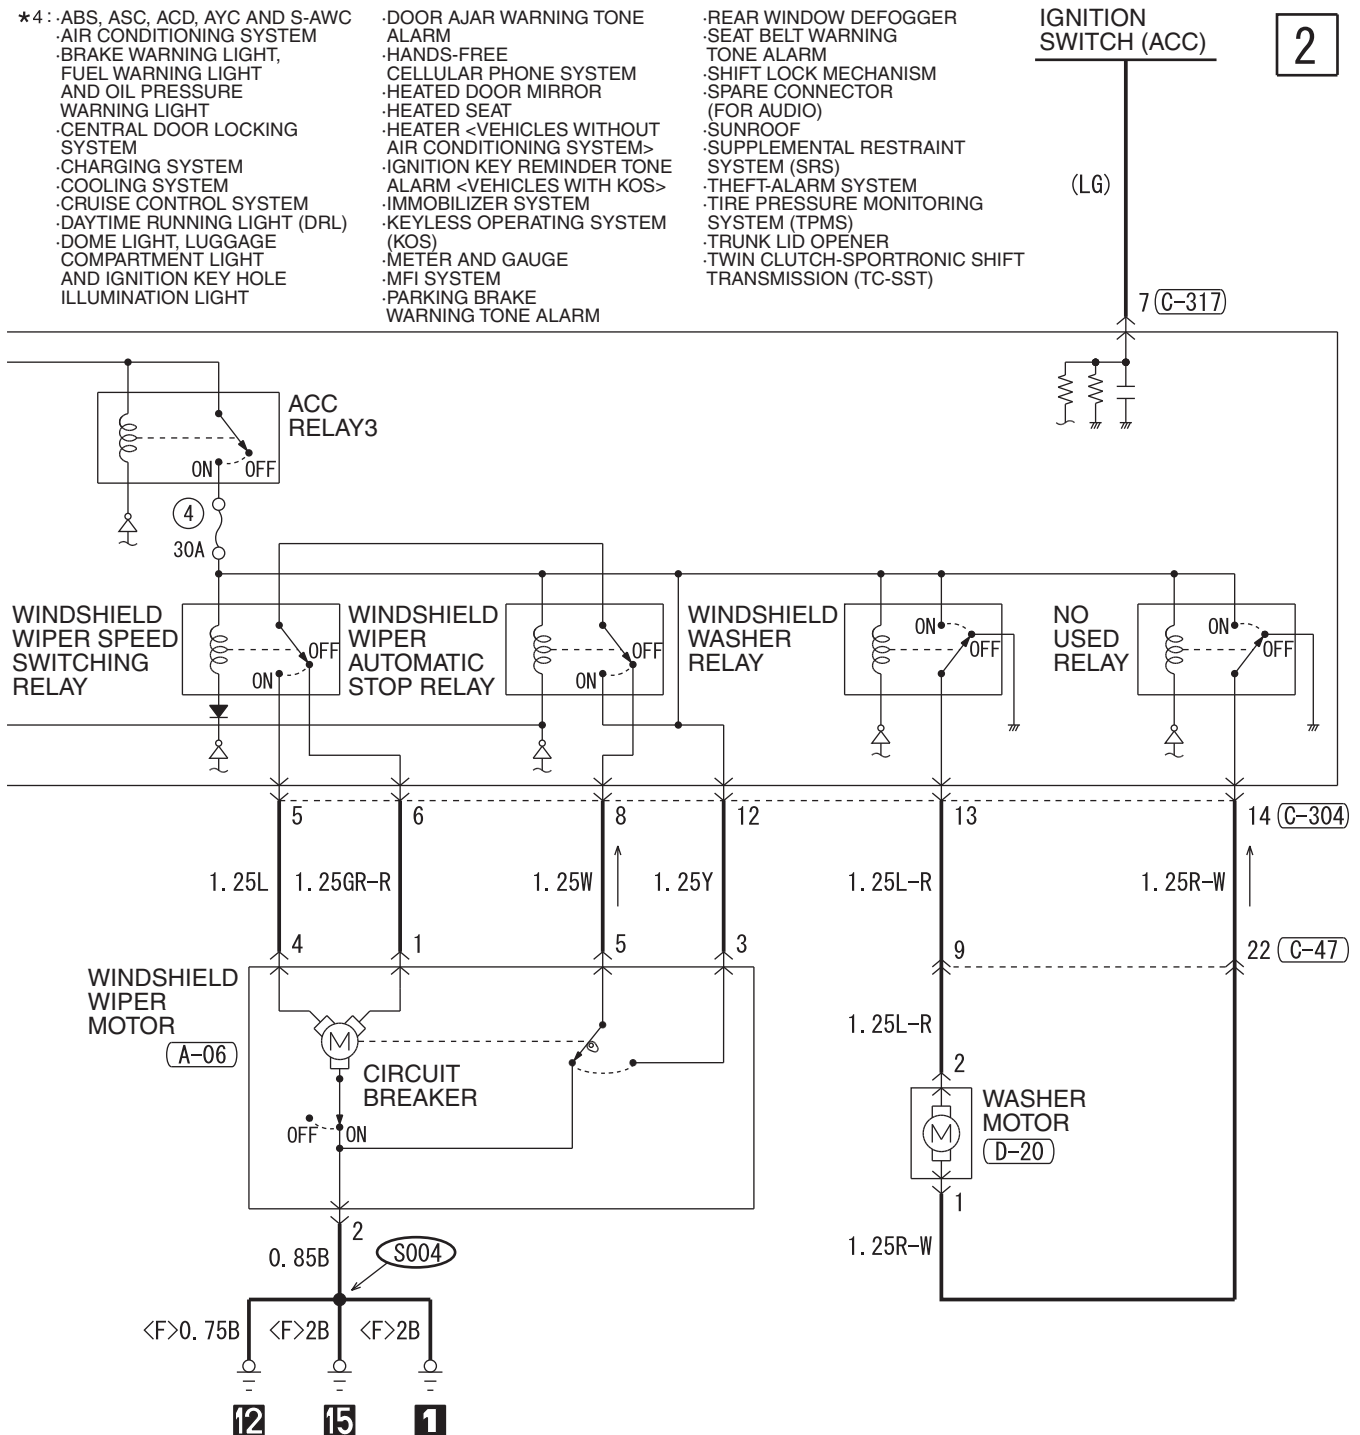 *4: ·ABS, ASC, ACD, AYC AND S-AWC
·AIR CONDITIONING SYSTEM
·BRAKE WARNING LIGHT,
FUEL WARNING LIGHT
AND OIL PRESSURE
WARNING LIGHT
·CENTRAL DOOR LOCKING
SYSTEM
·CHARGING SYSTEM
·COOLING SYSTEM
·CRUISE CONTROL SYSTEM
·DAYTIME RUNNING LIGHT (DRL)
·DOME LIGHT, LUGGAGE
COMPARTMENT LIGHT
AND IGNITION KEY HOLE
ILLUMINATION LIGHT
·DOOR AJAR WARNING TONE
ALARM
·HANDS-FREE
CELLULAR PHONE SYSTEM
·HEATED DOOR MIRROR
·HEATED SEAT
·HEATER <VEHICLES WITHOUT
AIR CONDITIONING SYSTEM>
·IGNITION KEY REMINDER TONE
ALARM <VEHICLES WITH KOS>
·IMMOBILIZER SYSTEM
·KEYLESS OPERATING SYSTEM
(KOS)
·METER AND GAUGE
·MFI SYSTEM
·PARKING BRAKE
WARNING TONE ALARM
·REAR WINDOW DEFOGGER
·SEAT BELT WARNING
TONE ALARM
·SHIFT LOCK MECHANISM
·SPARE CONNECTOR
(FOR AUDIO)
·SUNROOF
·SUPPLEMENTAL RESTRAINT
SYSTEM (SRS)
·THEFT-ALARM SYSTEM
·TIRE PRESSURE MONITORING
SYSTEM (TPMS)
·TRUNK LID OPENER
·TWIN CLUTCH-SPORTRONIC SHIFT
TRANSMISSION (TC-SST)
IGNITION
SWITCH (ACC)
2
(LG)
7 C-317
ACC
RELAY3
ON OFF
4
30A
WINDSHIELD
WIPER SPEED
SWITCHING
RELAY
OFF
ON
WINDSHIELD
WIPER
AUTOMATIC
STOP RELAY
OFF
ON
WINDSHIELD
WASHER
RELAY
ON
OFF
NO
USED
RELAY
ON
OFF
5 6 8 12 13 14 C-304
1.25L 1.25GR-R 1.25W 1.25Y 1.25L-R 1.25R-W
4 1 5 3 9 22 C-47
WINDSHIELD
WIPER
MOTOR
A-06
M
CIRCUIT
BREAKER
OFF ON
1.25L-R
2
M
WASHER
MOTOR
D-20
1
1.25R-W
2
0.85B
S004
<F>0.75B <F>2B <F>2B
12 15 1